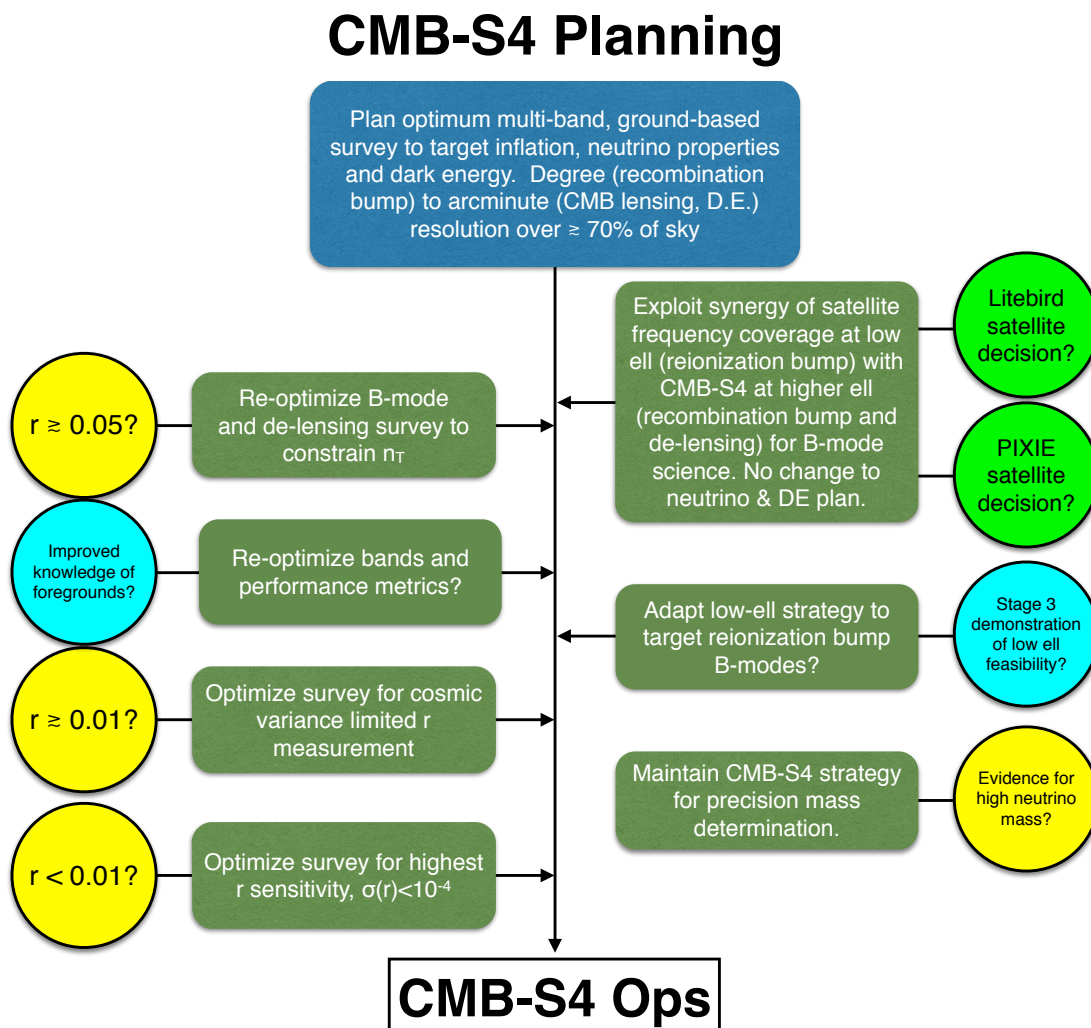 CMB-S4 Planning
Plan optimum multi-band, ground-based
survey to target inflation, neutrino properties
and dark energy.  Degree (recombination
bump) to arcminute (CMB lensing, D.E.)
resolution over ≳ 70% of sky
Litebird
satellite
decision?
Exploit synergy of satellite
frequency coverage at low
ell (reionization bump) with
CMB-S4 at higher ell
(recombination bump and
de-lensing) for B-mode
science. No change to
neutrino & DE plan.
PIXIE
satellite
decision?
r ≳ 0.05?
Re-optimize B-mode
and de-lensing survey to
constrain n_T
Improved
knowledge of
foregrounds?
Re-optimize bands and
performance metrics?
Adapt low-ell strategy to
target reionization bump
B-modes?
Stage 3
demonstration
of low ell
feasibility?
r ≳ 0.01?
Optimize survey for cosmic
variance limited r
measurement
Maintain CMB-S4 strategy
for precision mass
determination.
Evidence for
high neutrino
mass?
r < 0.01?
Optimize survey for highest
r sensitivity, σ(r)<10⁻⁴
CMB-S4 Ops